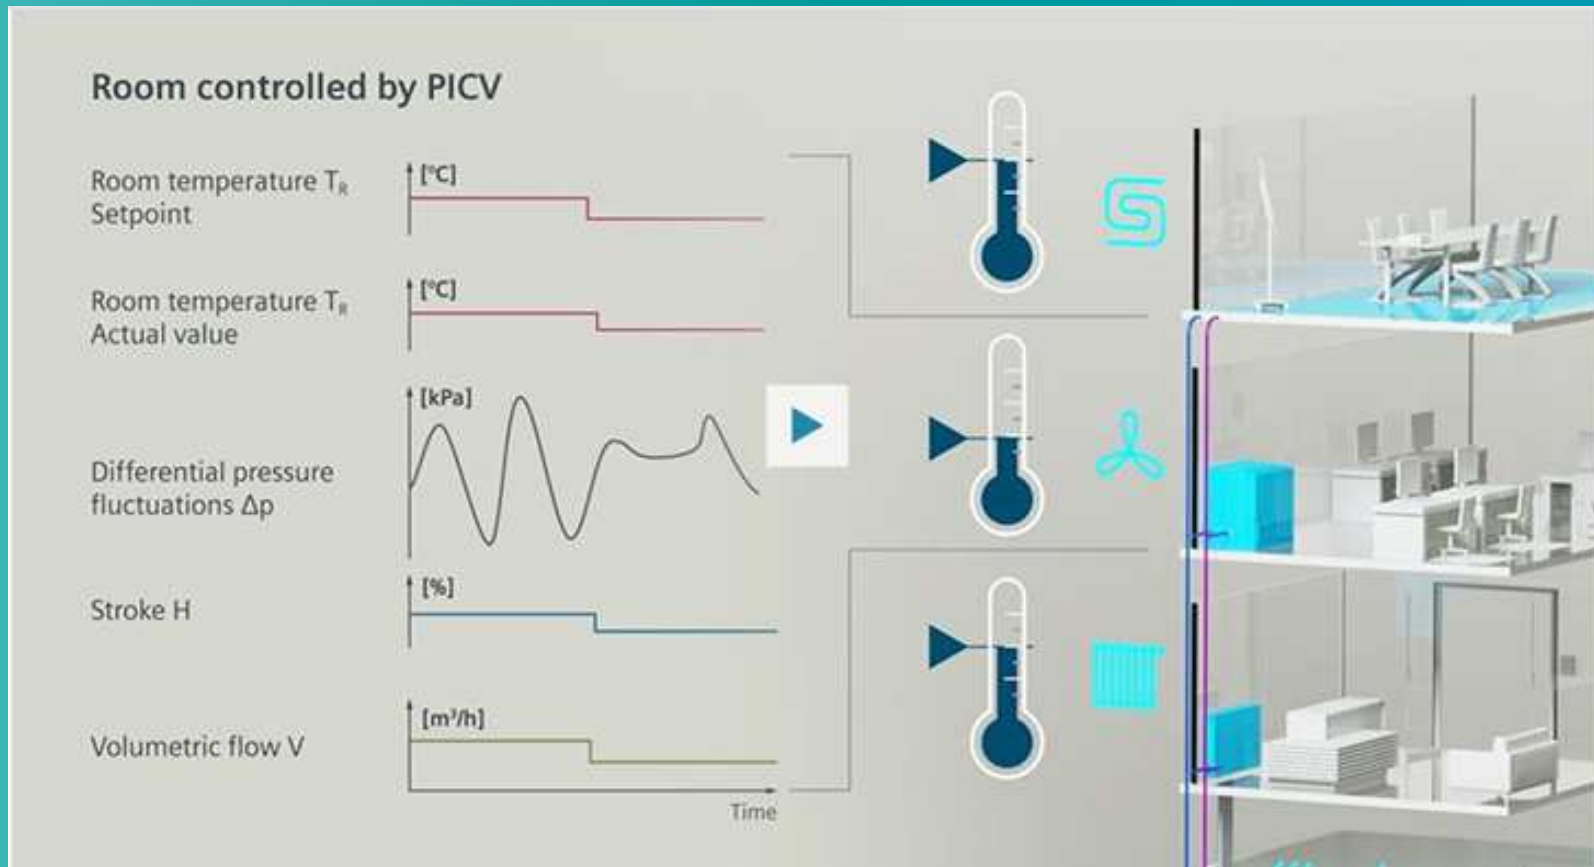 Room controlled by PICV
Room temperature TR
Setpoint
[°C]
Room temperature TR
Actual value
[°C]
Differential pressure
fluctuations Δp
[kPa]
Stroke H
[%]
Volumetric flow V
[m³/h]
Time